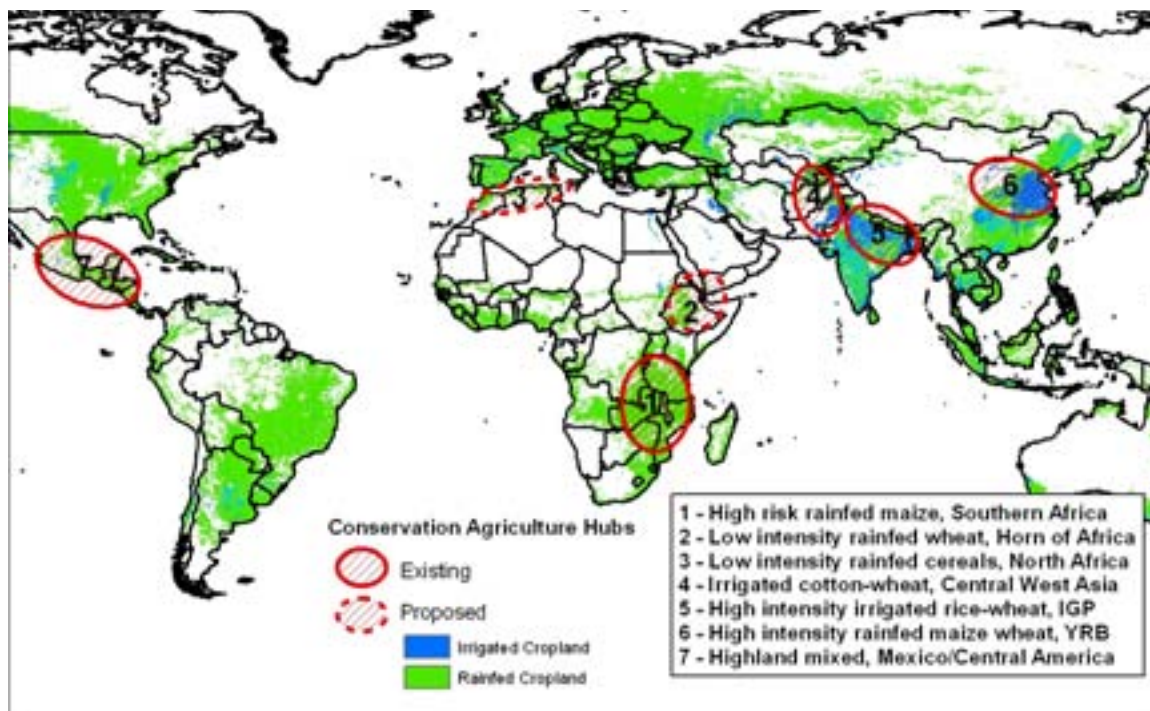 6
4
5
3
2
1
7
Conservation Agriculture Hubs
Existing
Proposed
Irrigated Cropland
Rainfed Cropland
1 - High risk rainfed maize, Southern Africa
2 - Low intensity rainfed wheat, Horn of Africa
3 - Low intensity rainfed cereals, North Africa
4 - Irrigated cotton-wheat, Central West Asia
5 - High intensity irrigated rice-wheat, IGP
6 - High intensity rainfed maize wheat, YRB
7 - Highland mixed, Mexico/Central America